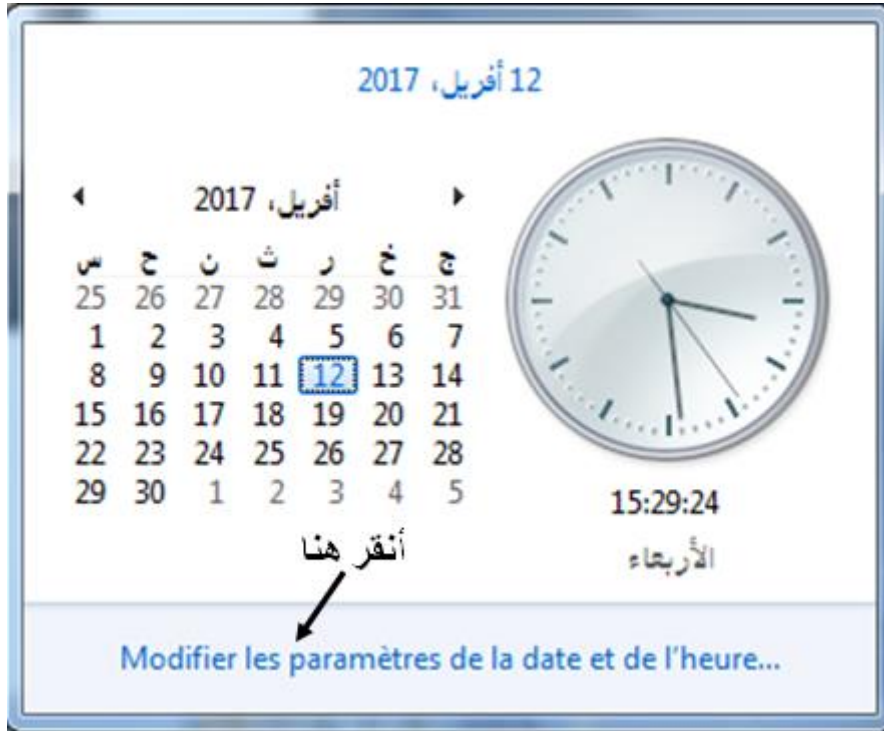 12 أفريل، 2017
أفريل، 2017
س ح ن ث ر خ ج
25 26 27 28 29 30 31
1 2 3 4 5 6 7
8 9 10 11 12 13 14
15 16 17 18 19 20 21
22 23 24 25 26 27 28
29 30 1 2 3 4 5
15:29:24
الأربعاء
أنقر هنا
Modifier les paramètres de la date et de l'heure...